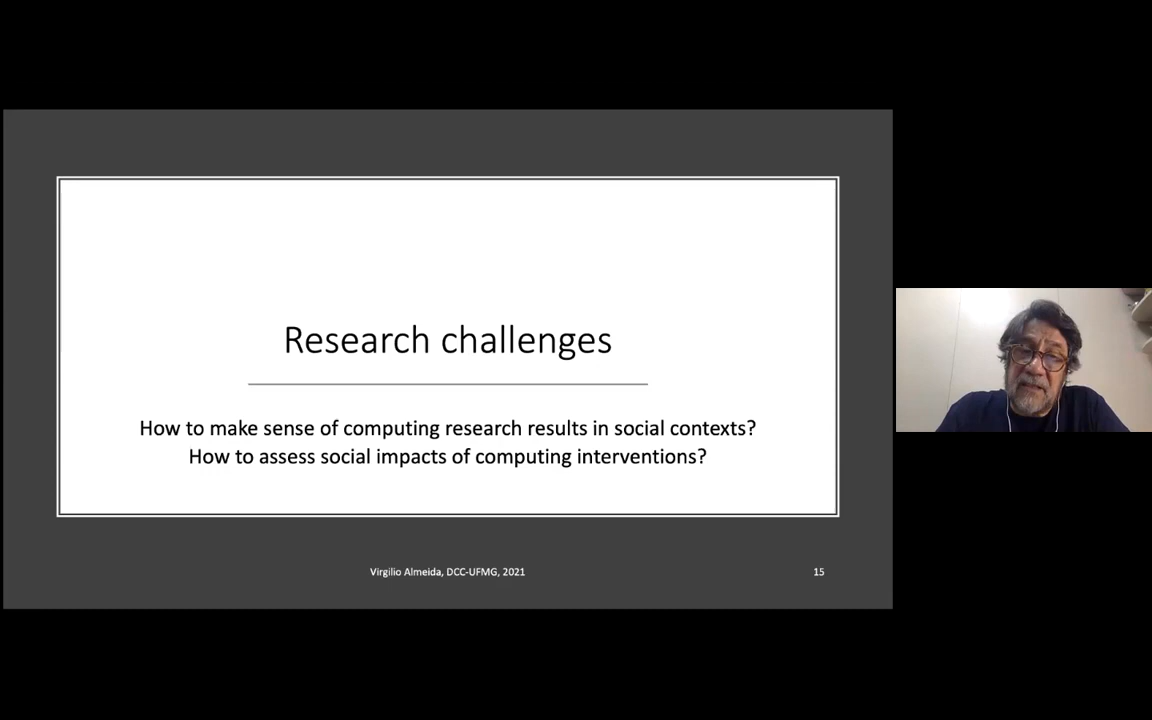 Research challenges
How to make sense of computing research results in social contexts?
How to assess social impacts of computing interventions?
Virgilio Almeida, DCC-UFMG, 2021
15